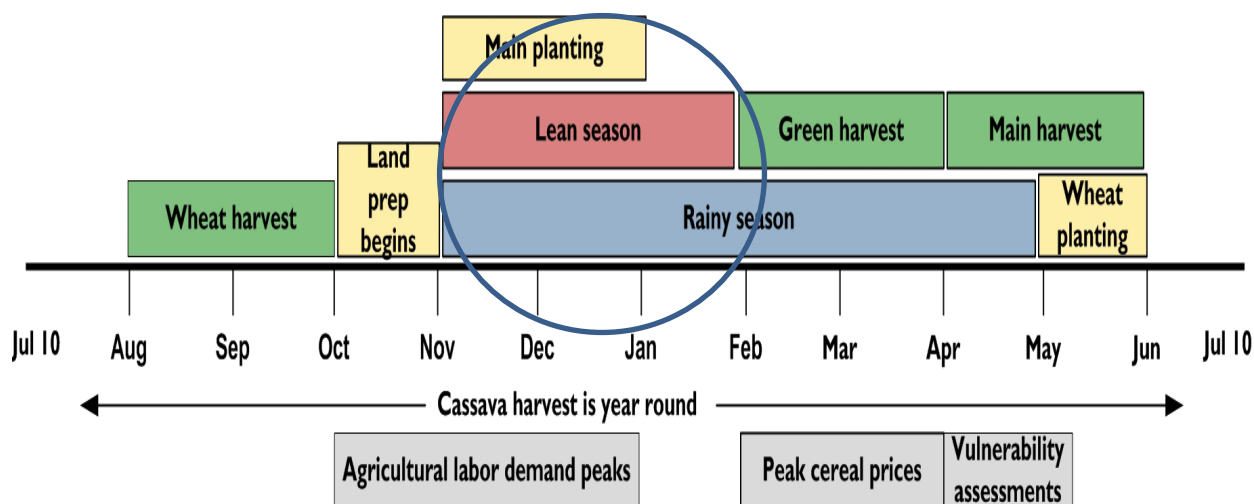 Main planting
Lean season
Green harvest
Main harvest
Land
prep
begins
Wheat harvest
Rainy season
Wheat
planting
Jul 10
Aug
Sep
Oct
Nov
Dec
Jan
Feb
Mar
Apr
May
Jun
Jul 10
Cassava harvest is year round
Agricultural labor demand peaks
Peak cereal prices
Vulnerability
assessments